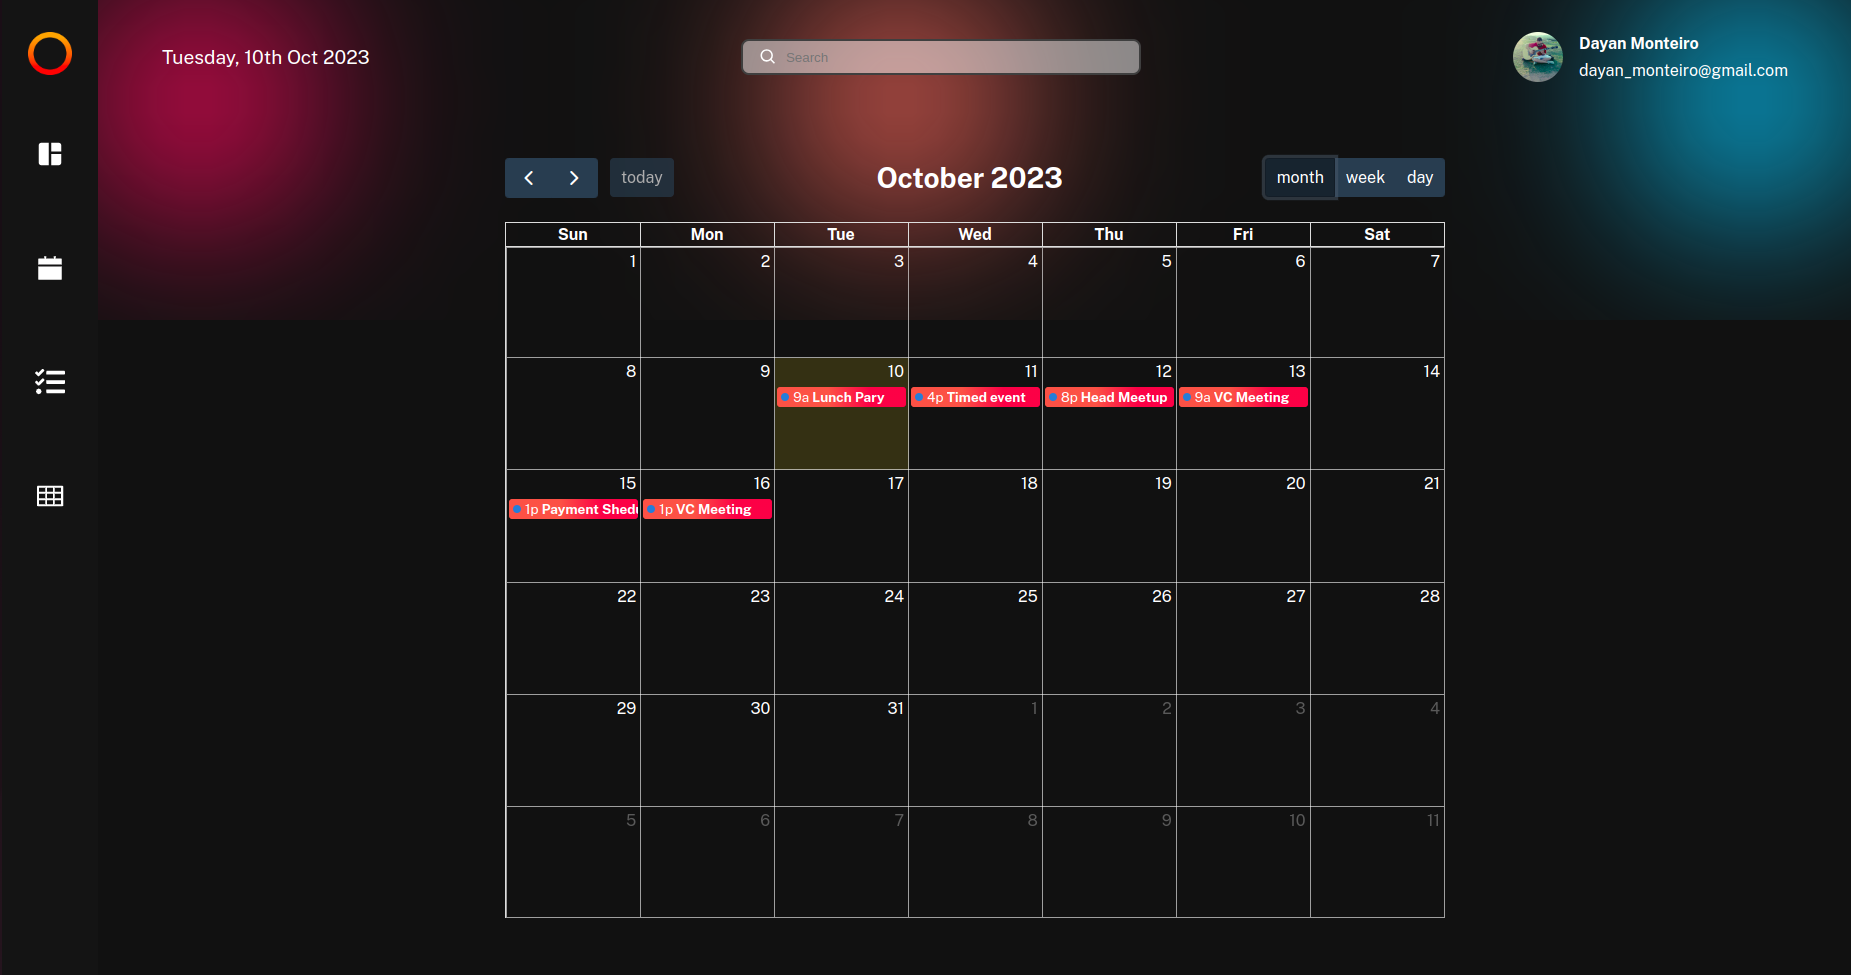 Tuesday, 10th Oct 2023
Search
Dayan Monteiro
dayan_monteiro@gmail.com
today
October 2023
month week day
Sun Mon Tue Wed Thu Fri Sat
1 2 3 4 5 6 7
8 9 10 11 12 13 14
9a Lunch Pary 4p Timed event 8p Head Meetup 9a VC Meeting
15 16 17 18 19 20 21
1p Payment Shed 1p VC Meeting
22 23 24 25 26 27 28
29 30 31 1 2 3 4
5 6 7 8 9 10 11